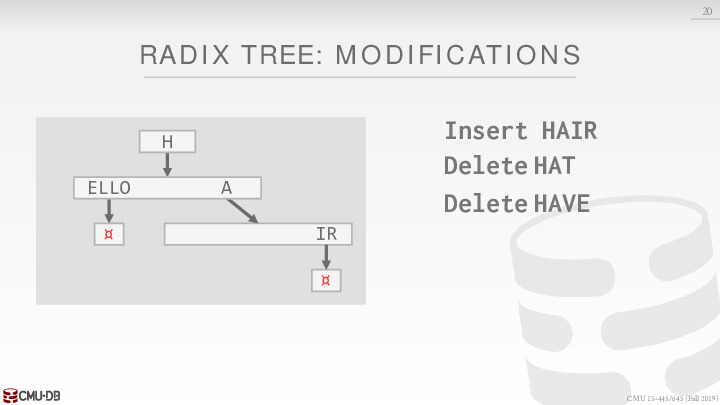 20
RADIX TREE: MODIFICATIONS
H
ELLO A
¤ IR
¤
Insert HAIR
Delete HAT
Delete HAVE
CMU·DB
CMU 15-445/645 (Fall 2019)